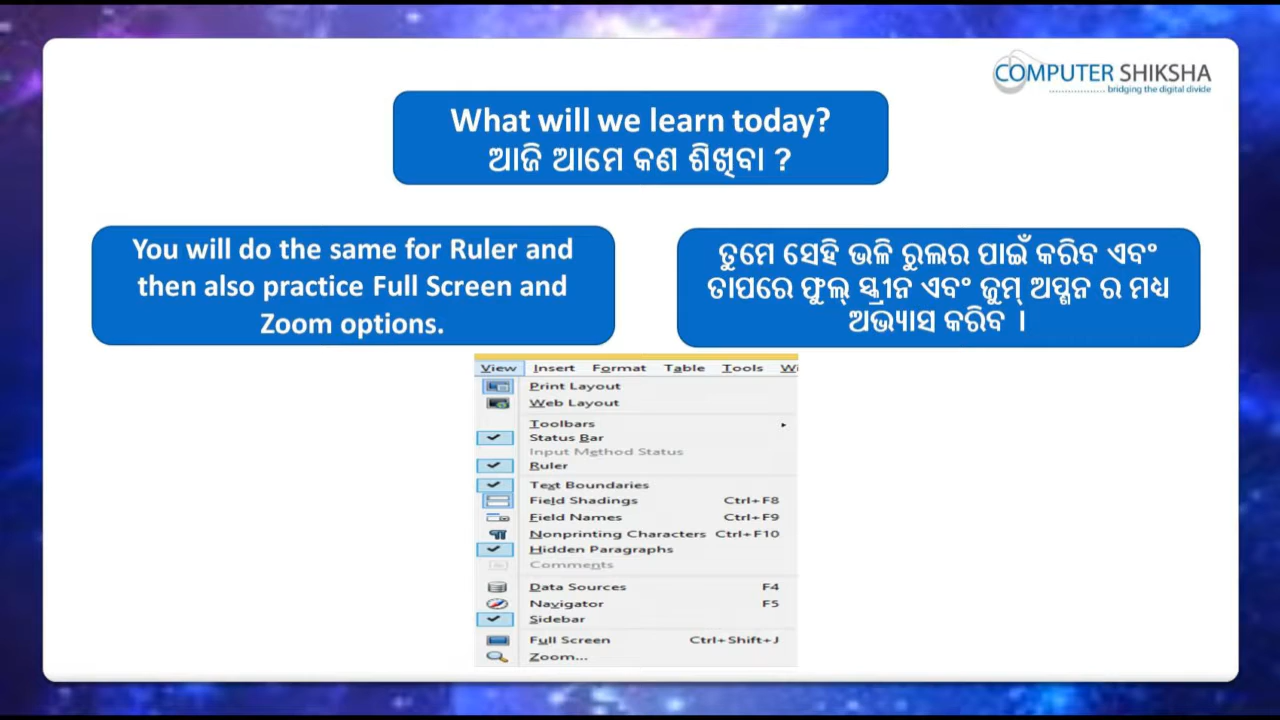 COMPUTER SHIKSHA
bridging the digital divide
What will we learn today?
ଆଜି ଆମେ କଣ ଶିଖିବା ?
You will do the same for Ruler and
then also practice Full Screen and
Zoom options.
ତୁମେ ସେହି ଭଳି ରୁଲର ପାଇଁ କରିବ ଏବଂ
ତାପରେ ଫୁଲ୍ ସ୍କ୍ରୀନ ଏବଂ ଜୁମ୍ ଅପ୍ସନ ର ମଧ୍ୟ
ଅଭ୍ୟାସ କରିବ ।
View Insert Format Table Tools Wi
Print Layout
Web Layout
Toolbars
Status Bar
Input Method Status
Ruler
Text Boundaries
Field Shadings Ctrl+F8
Field Names Ctrl+F9
Nonprinting Characters Ctrl+F10
Hidden Paragraphs
Comments
Data Sources F4
Navigator F5
Sidebar
Full Screen Ctrl+Shift+J
Zoom...